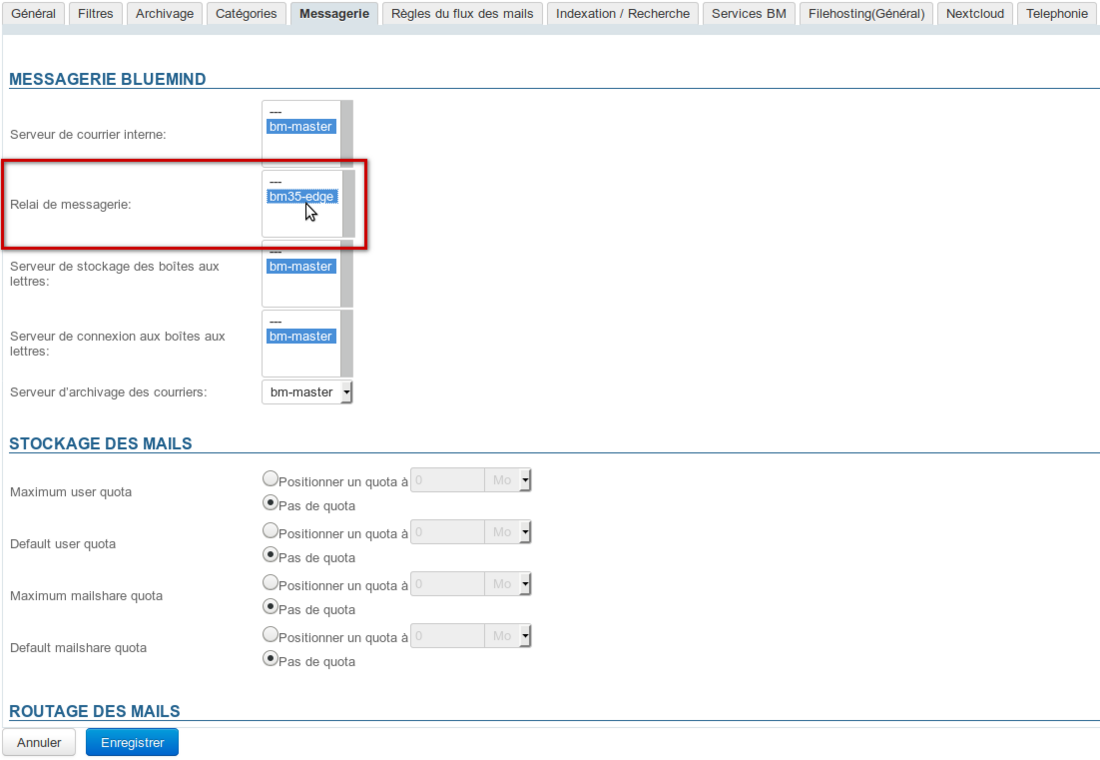 Général Filtres Archivage Catégories Messagerie Règles du flux des mails Indexation / Recherche Services BM Filehosting(Général) Nextcloud Telephonie
MESSAGERIE BLUEMIND
---
Serveur de courrier interne: bm-master
---
bm35-edge
Relai de messagerie:
---
Serveur de stockage des boîtes aux bm-master
lettres:
---
Serveur de connexion aux boîtes aux bm-master
lettres:
Serveur d'archivage des courriers: bm-master
STOCKAGE DES MAILS
Positionner un quota à 0 Mo
Maximum user quota
Pas de quota
Positionner un quota à 0 Mo
Default user quota
Pas de quota
Positionner un quota à 0 Mo
Maximum mailshare quota
Pas de quota
Positionner un quota à 0 Mo
Default mailshare quota
Pas de quota
ROUTAGE DES MAILS
Annuler Enregistrer